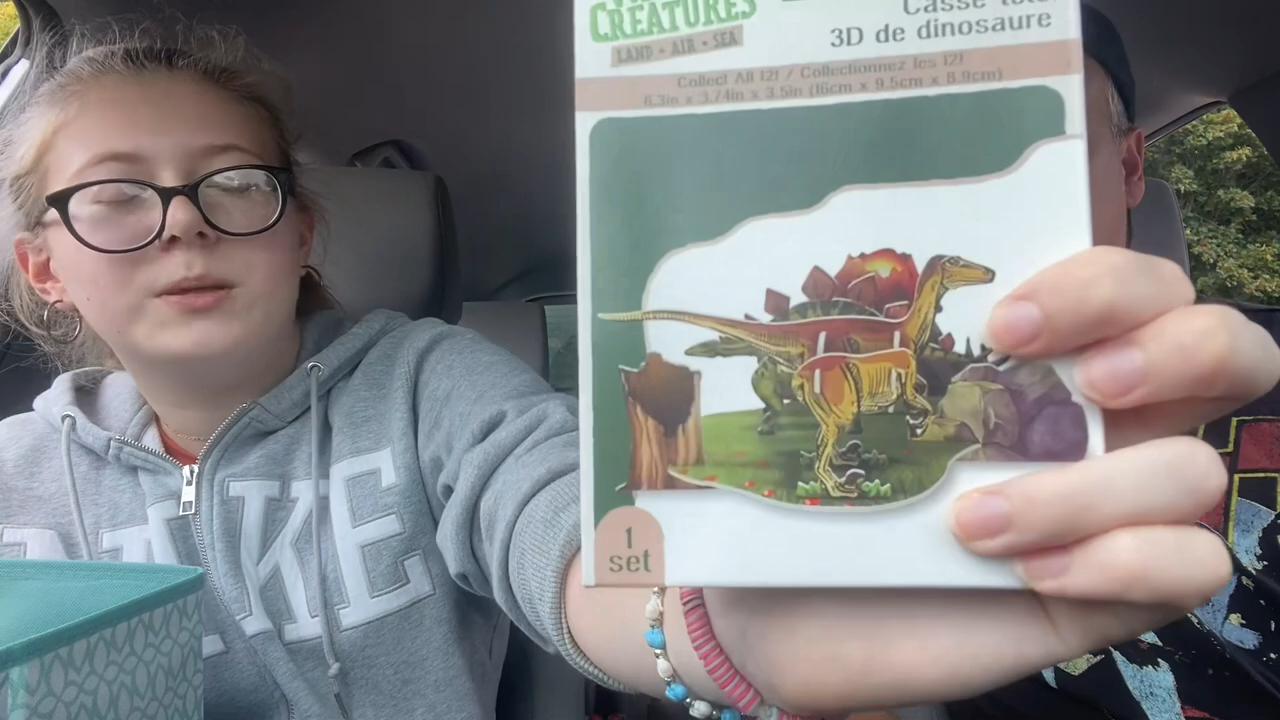 CREATURES
LAND • AIR • SEA
Casse tête
3D de dinosaure
Collect All 12! / Collectionnez les 12!
6.3in x 3.74in x 3.5in (16cm x 9.5cm x 8.9cm)
1
set
KE